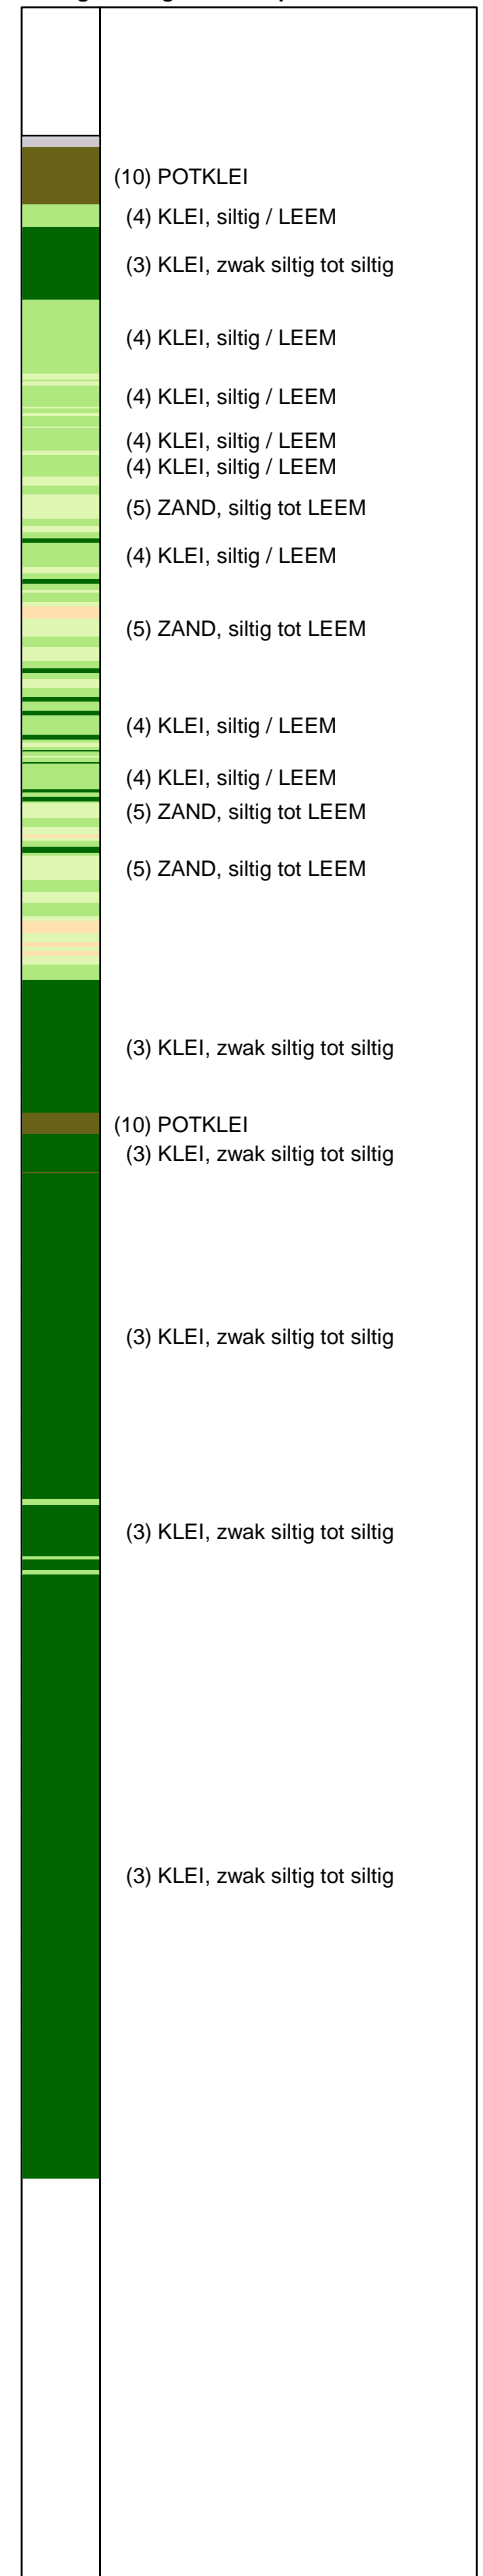 (10) POTKLEI
(4) KLEI, siltig / LEEM
(3) KLEI, zwak siltig tot siltig
(4) KLEI, siltig / LEEM
(4) KLEI, siltig / LEEM
(4) KLEI, siltig / LEEM
(4) KLEI, siltig / LEEM
(5) ZAND, siltig tot LEEM
(4) KLEI, siltig / LEEM
(5) ZAND, siltig tot LEEM
(4) KLEI, siltig / LEEM
(4) KLEI, siltig / LEEM
(5) ZAND, siltig tot LEEM
(5) ZAND, siltig tot LEEM
(3) KLEI, zwak siltig tot siltig
(10) POTKLEI
(3) KLEI, zwak siltig tot siltig
(3) KLEI, zwak siltig tot siltig
(3) KLEI, zwak siltig tot siltig
(3) KLEI, zwak siltig tot siltig